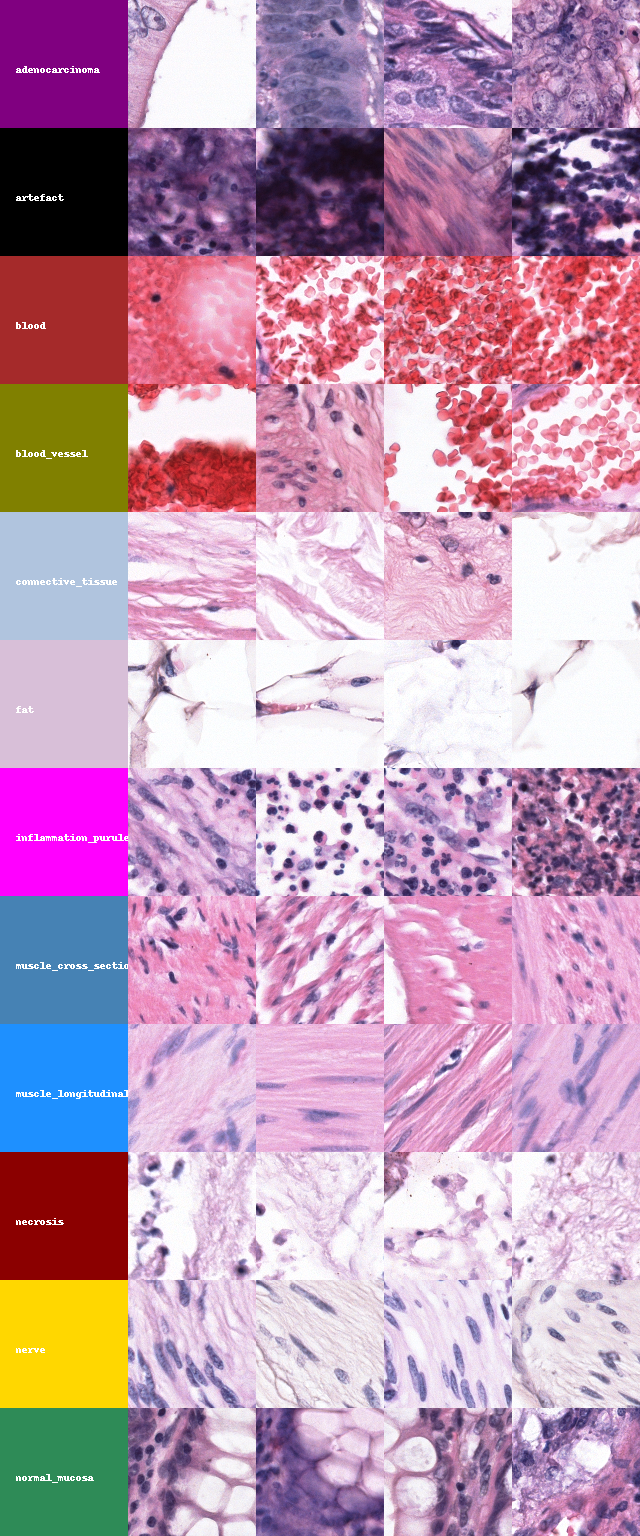 adenocarcinoma
artefact
blood
blood_vessel
connective_tissue
fat
inflammation_purule
muscle_cross_sectio
muscle_longitudinal
necrosis
nerve
normal_mucosa